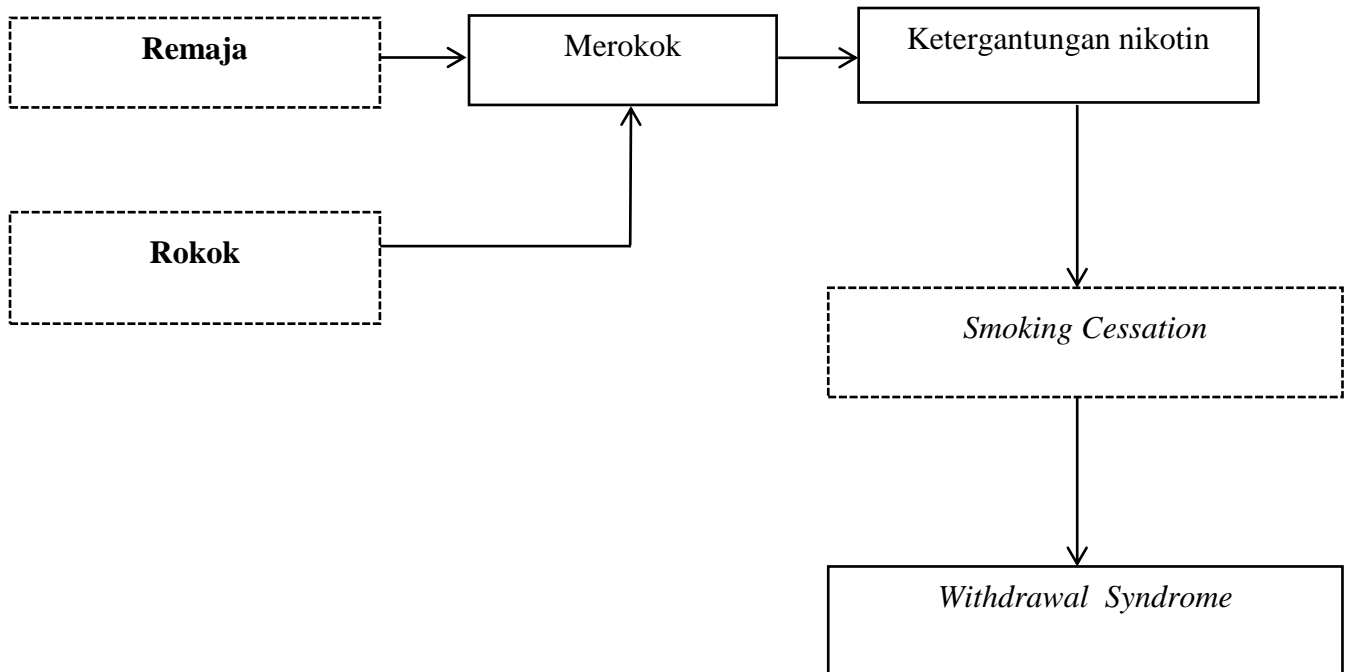 Remaja
Merokok
Ketergantungan nikotin
Rokok
Smoking Cessation
Withdrawal Syndrome